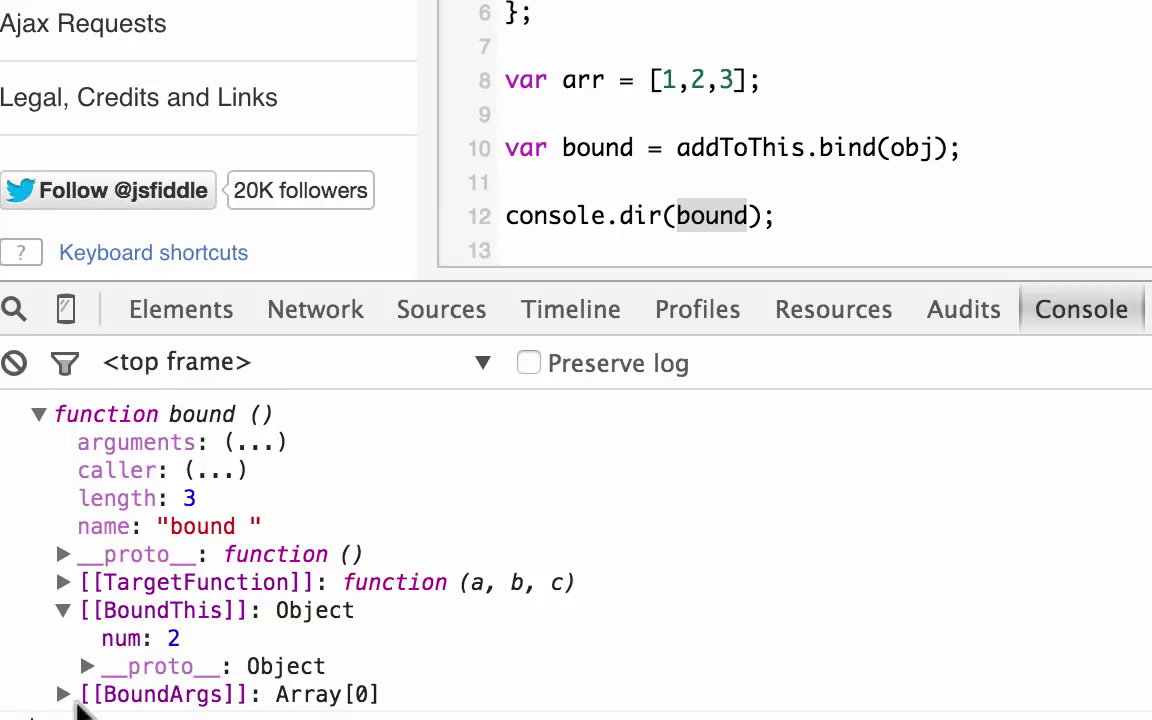 Ajax Requests
Legal, Credits and Links
Follow @jsfiddle 20K followers
? Keyboard shortcuts
6 };
7
8 var arr = [1,2,3];
9
10 var bound = addToThis.bind(obj);
11
12 console.dir(bound);
13
Elements Network Sources Timeline Profiles Resources Audits Console
<top frame> ▼ Preserve log
▼ function bound ()
arguments: (...)
caller: (...)
length: 3
name: "bound "
▶ __proto__: function ()
▶ [[TargetFunction]]: function (a, b, c)
▼ [[BoundThis]]: Object
num: 2
▶ __proto__: Object
▶ [[BoundArgs]]: Array[0]